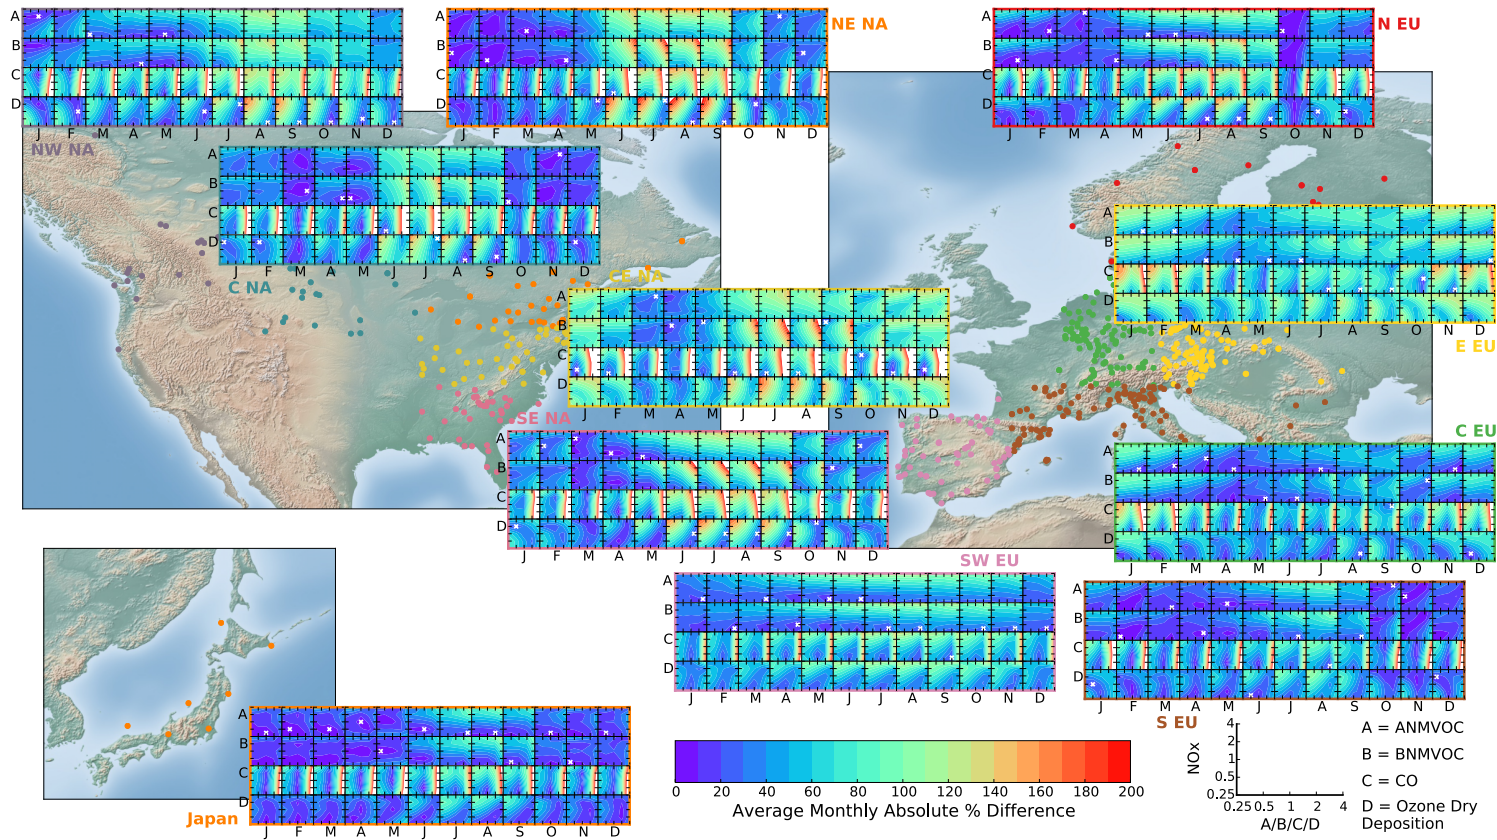 A
B
C
D
J F M A M J J A S O N D
NW NA
A
B
C
D
J F M A M J J A S O N D
NE NA
A
B
C
D
J F M A M J J A S O N D
N EU
A
B
C
D
J F M A M J J A S O N D
C NA
A
B
C
D
J F M A M J J A S O N D
E EU
CE NA
A
B
C
D
J F M A M J J A S O N D
SE NA
A
B
C
D
J F M A M J J A S O N D
C EU
A
B
C
D
J F M A M J J A S O N D
SW EU
A
B
C
D
J F M A M J J A S O N D
A
B
C
D
J F M A M J J A S O N D
S EU
A
B
C
D
J F M A M J J A S O N D
Japan
0 20 40 60 80 100 120 140 160 180 200
Average Monthly Absolute % Difference
NOx
4
2
1
0.5
0.25
0.25 0.5 1 2 4
A/B/C/D
A = ANMVOC
B = BNMVOC
C = CO
D = Ozone Dry
Deposition